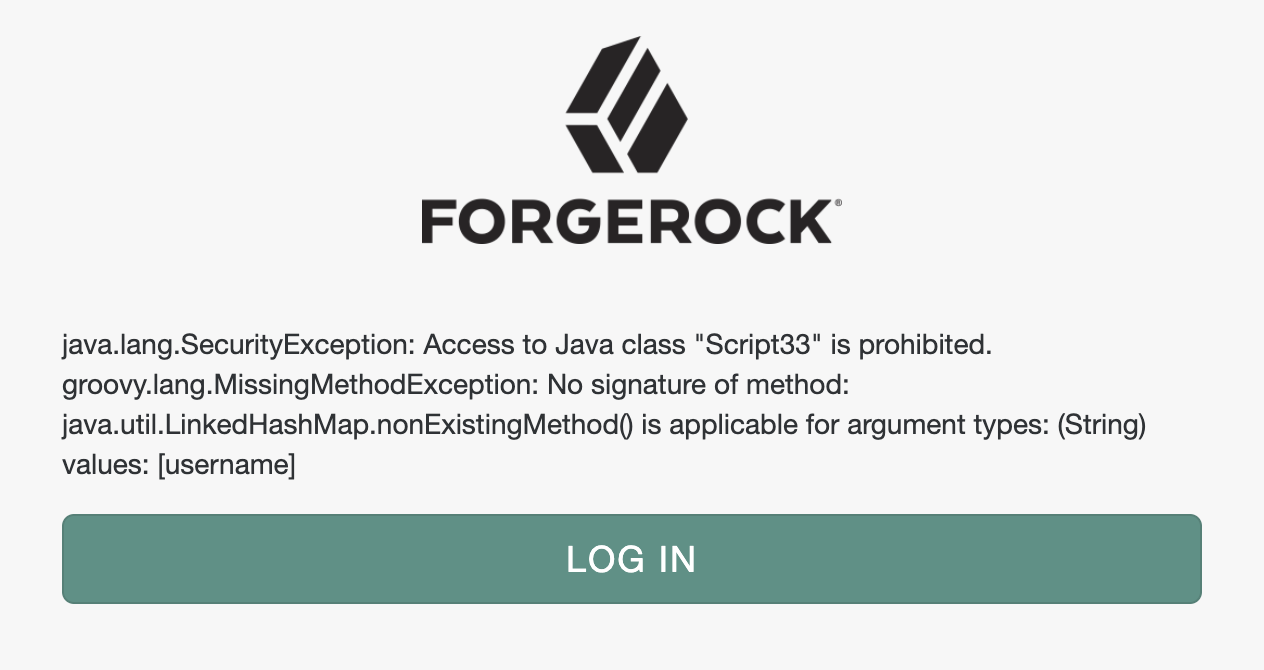 FORGEROCK®
java.lang.SecurityException: Access to Java class "Script33" is prohibited.
groovy.lang.MissingMethodException: No signature of method:
java.util.LinkedHashMap.nonExistingMethod() is applicable for argument types: (String)
values: [username]
LOG IN